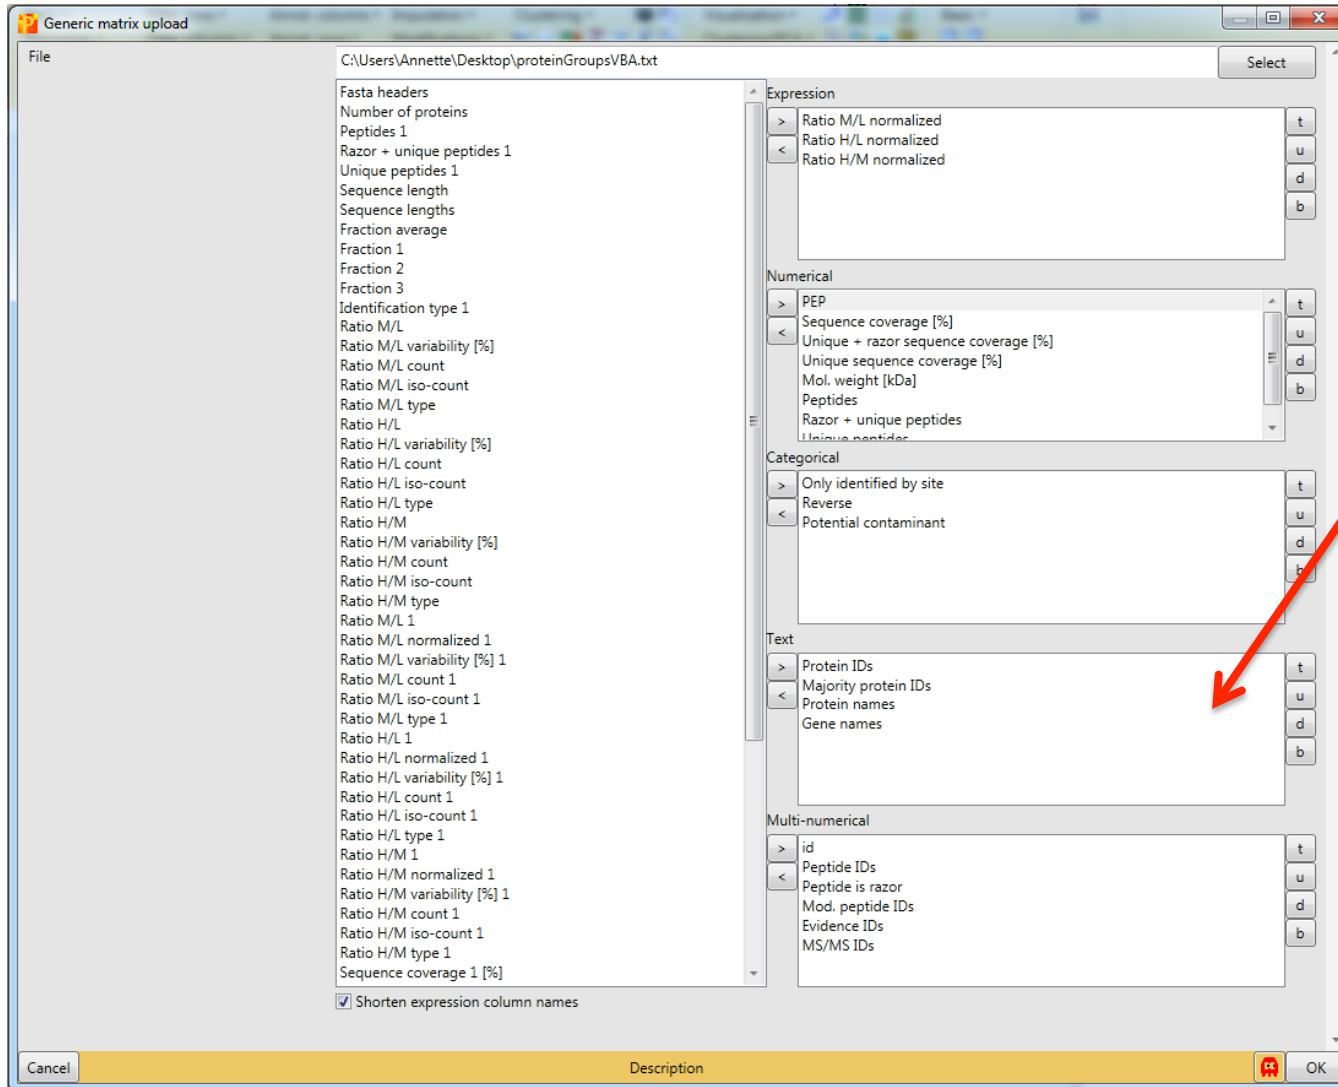 Generic matrix upload
File
C:\Users\Annette\Desktop\proteinGroupsVBA.txt
Select
Fasta headers
Number of proteins
Peptides 1
Razor + unique peptides 1
Unique peptides 1
Sequence length
Sequence lengths
Fraction average
Fraction 1
Fraction 2
Fraction 3
Identification type 1
Ratio M/L
Ratio M/L variability [%]
Ratio M/L count
Ratio M/L iso-count
Ratio M/L type
Ratio H/L
Ratio H/L variability [%]
Ratio H/L count
Ratio H/L iso-count
Ratio H/L type
Ratio H/M
Ratio H/M variability [%]
Ratio H/M count
Ratio H/M iso-count
Ratio H/M type
Ratio M/L 1
Ratio M/L normalized 1
Ratio M/L variability [%] 1
Ratio M/L count 1
Ratio M/L iso-count 1
Ratio M/L type 1
Ratio H/L 1
Ratio H/L normalized 1
Ratio H/L variability [%] 1
Ratio H/L count 1
Ratio H/L iso-count 1
Ratio H/L type 1
Ratio H/M 1
Ratio H/M normalized 1
Ratio H/M variability [%] 1
Ratio H/M count 1
Ratio H/M iso-count 1
Ratio H/M type 1
Sequence coverage 1 [%]
Shorten expression column names
Expression
>
<
Ratio M/L normalized
Ratio H/L normalized
Ratio H/M normalized
t
u
d
b
Numerical
>
<
PEP
Sequence coverage [%]
Unique + razor sequence coverage [%]
Unique sequence coverage [%]
Mol. weight [kDa]
Peptides
Razor + unique peptides
Unique peptides
t
u
d
b
Categorical
>
<
Only identified by site
Reverse
Potential contaminant
t
u
d
b
Text
>
<
Protein IDs
Majority protein IDs
Protein names
Gene names
t
u
d
b
Multi-numerical
>
<
id
Peptide IDs
Peptide is razor
Mod. peptide IDs
Evidence IDs
MS/MS IDs
t
u
d
b
Cancel
Description
OK